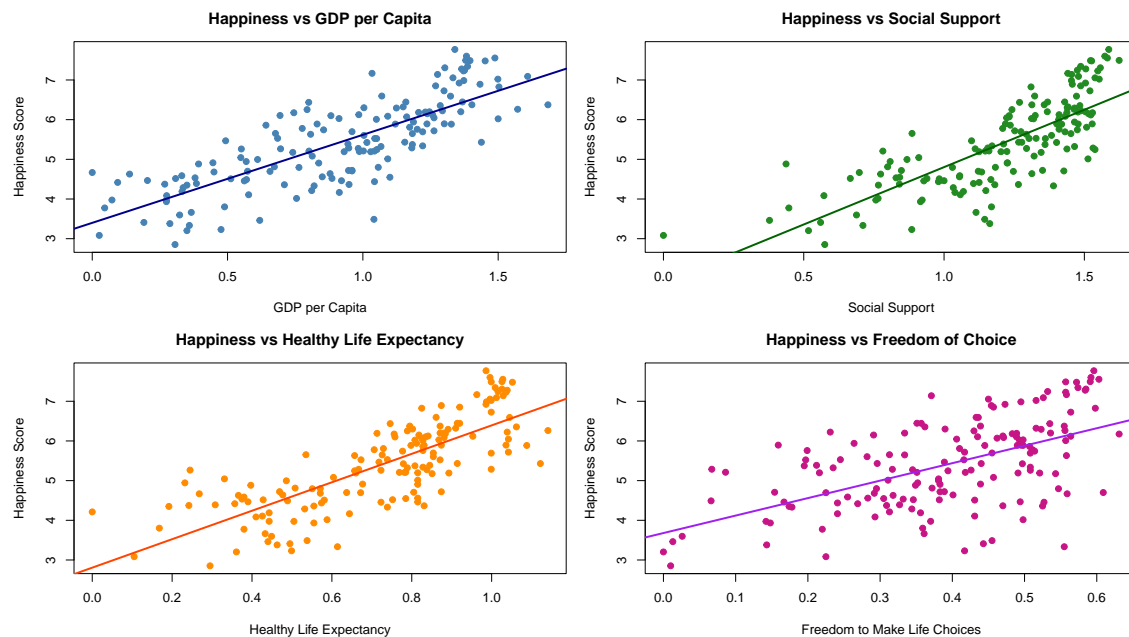 Happiness vs GDP per Capita
Happiness Score
7
6
5
4
3
0.0 0.5 1.0 1.5
GDP per Capita
Happiness vs Social Support
Happiness Score
7
6
5
4
3
0.0 0.5 1.0 1.5
Social Support
Happiness vs Healthy Life Expectancy
Happiness Score
7
6
5
4
3
0.0 0.2 0.4 0.6 0.8 1.0
Healthy Life Expectancy
Happiness vs Freedom of Choice
Happiness Score
7
6
5
4
3
0.0 0.1 0.2 0.3 0.4 0.5 0.6
Freedom to Make Life Choices